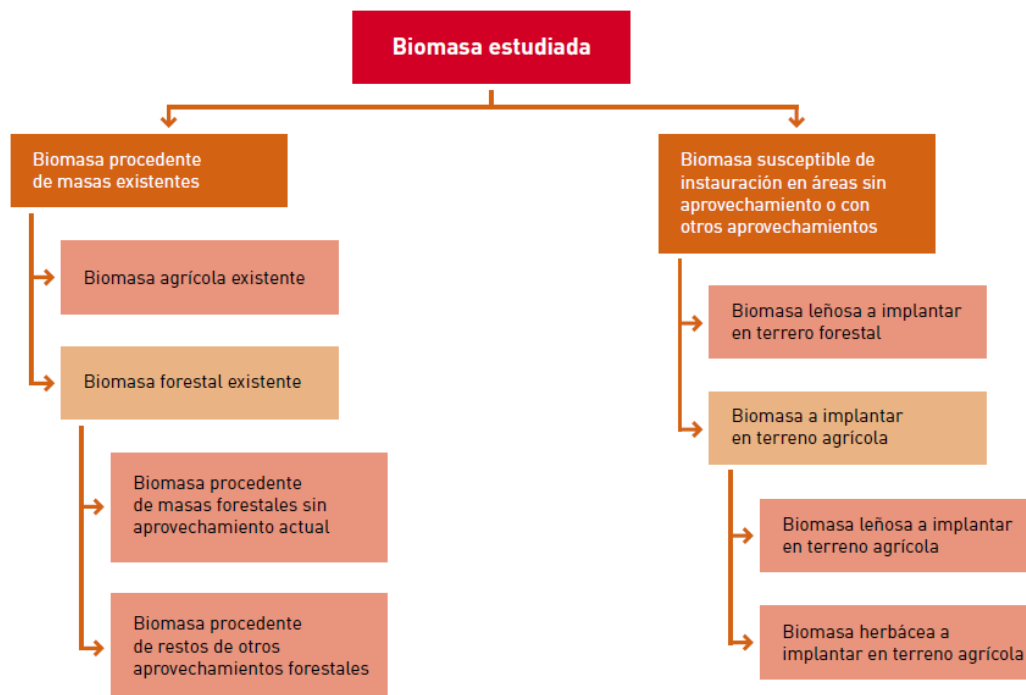 Biomasa estudiada
Biomasa procedente
de masas existentes
Biomasa agrícola existente
Biomasa forestal existente
Biomasa procedente
de masas forestales sin
aprovechamiento actual
Biomasa procedente
de restos de otros
aprovechamientos forestales
Biomasa susceptible de
instauración en áreas sin
aprovechamiento o con
otros aprovechamientos
Biomasa leñosa a implantar
en terrero forestal
Biomasa a implantar
en terreno agrícola
Biomasa leñosa a implantar
en terreno agrícola
Biomasa herbácea a
implantar en terreno agrícola